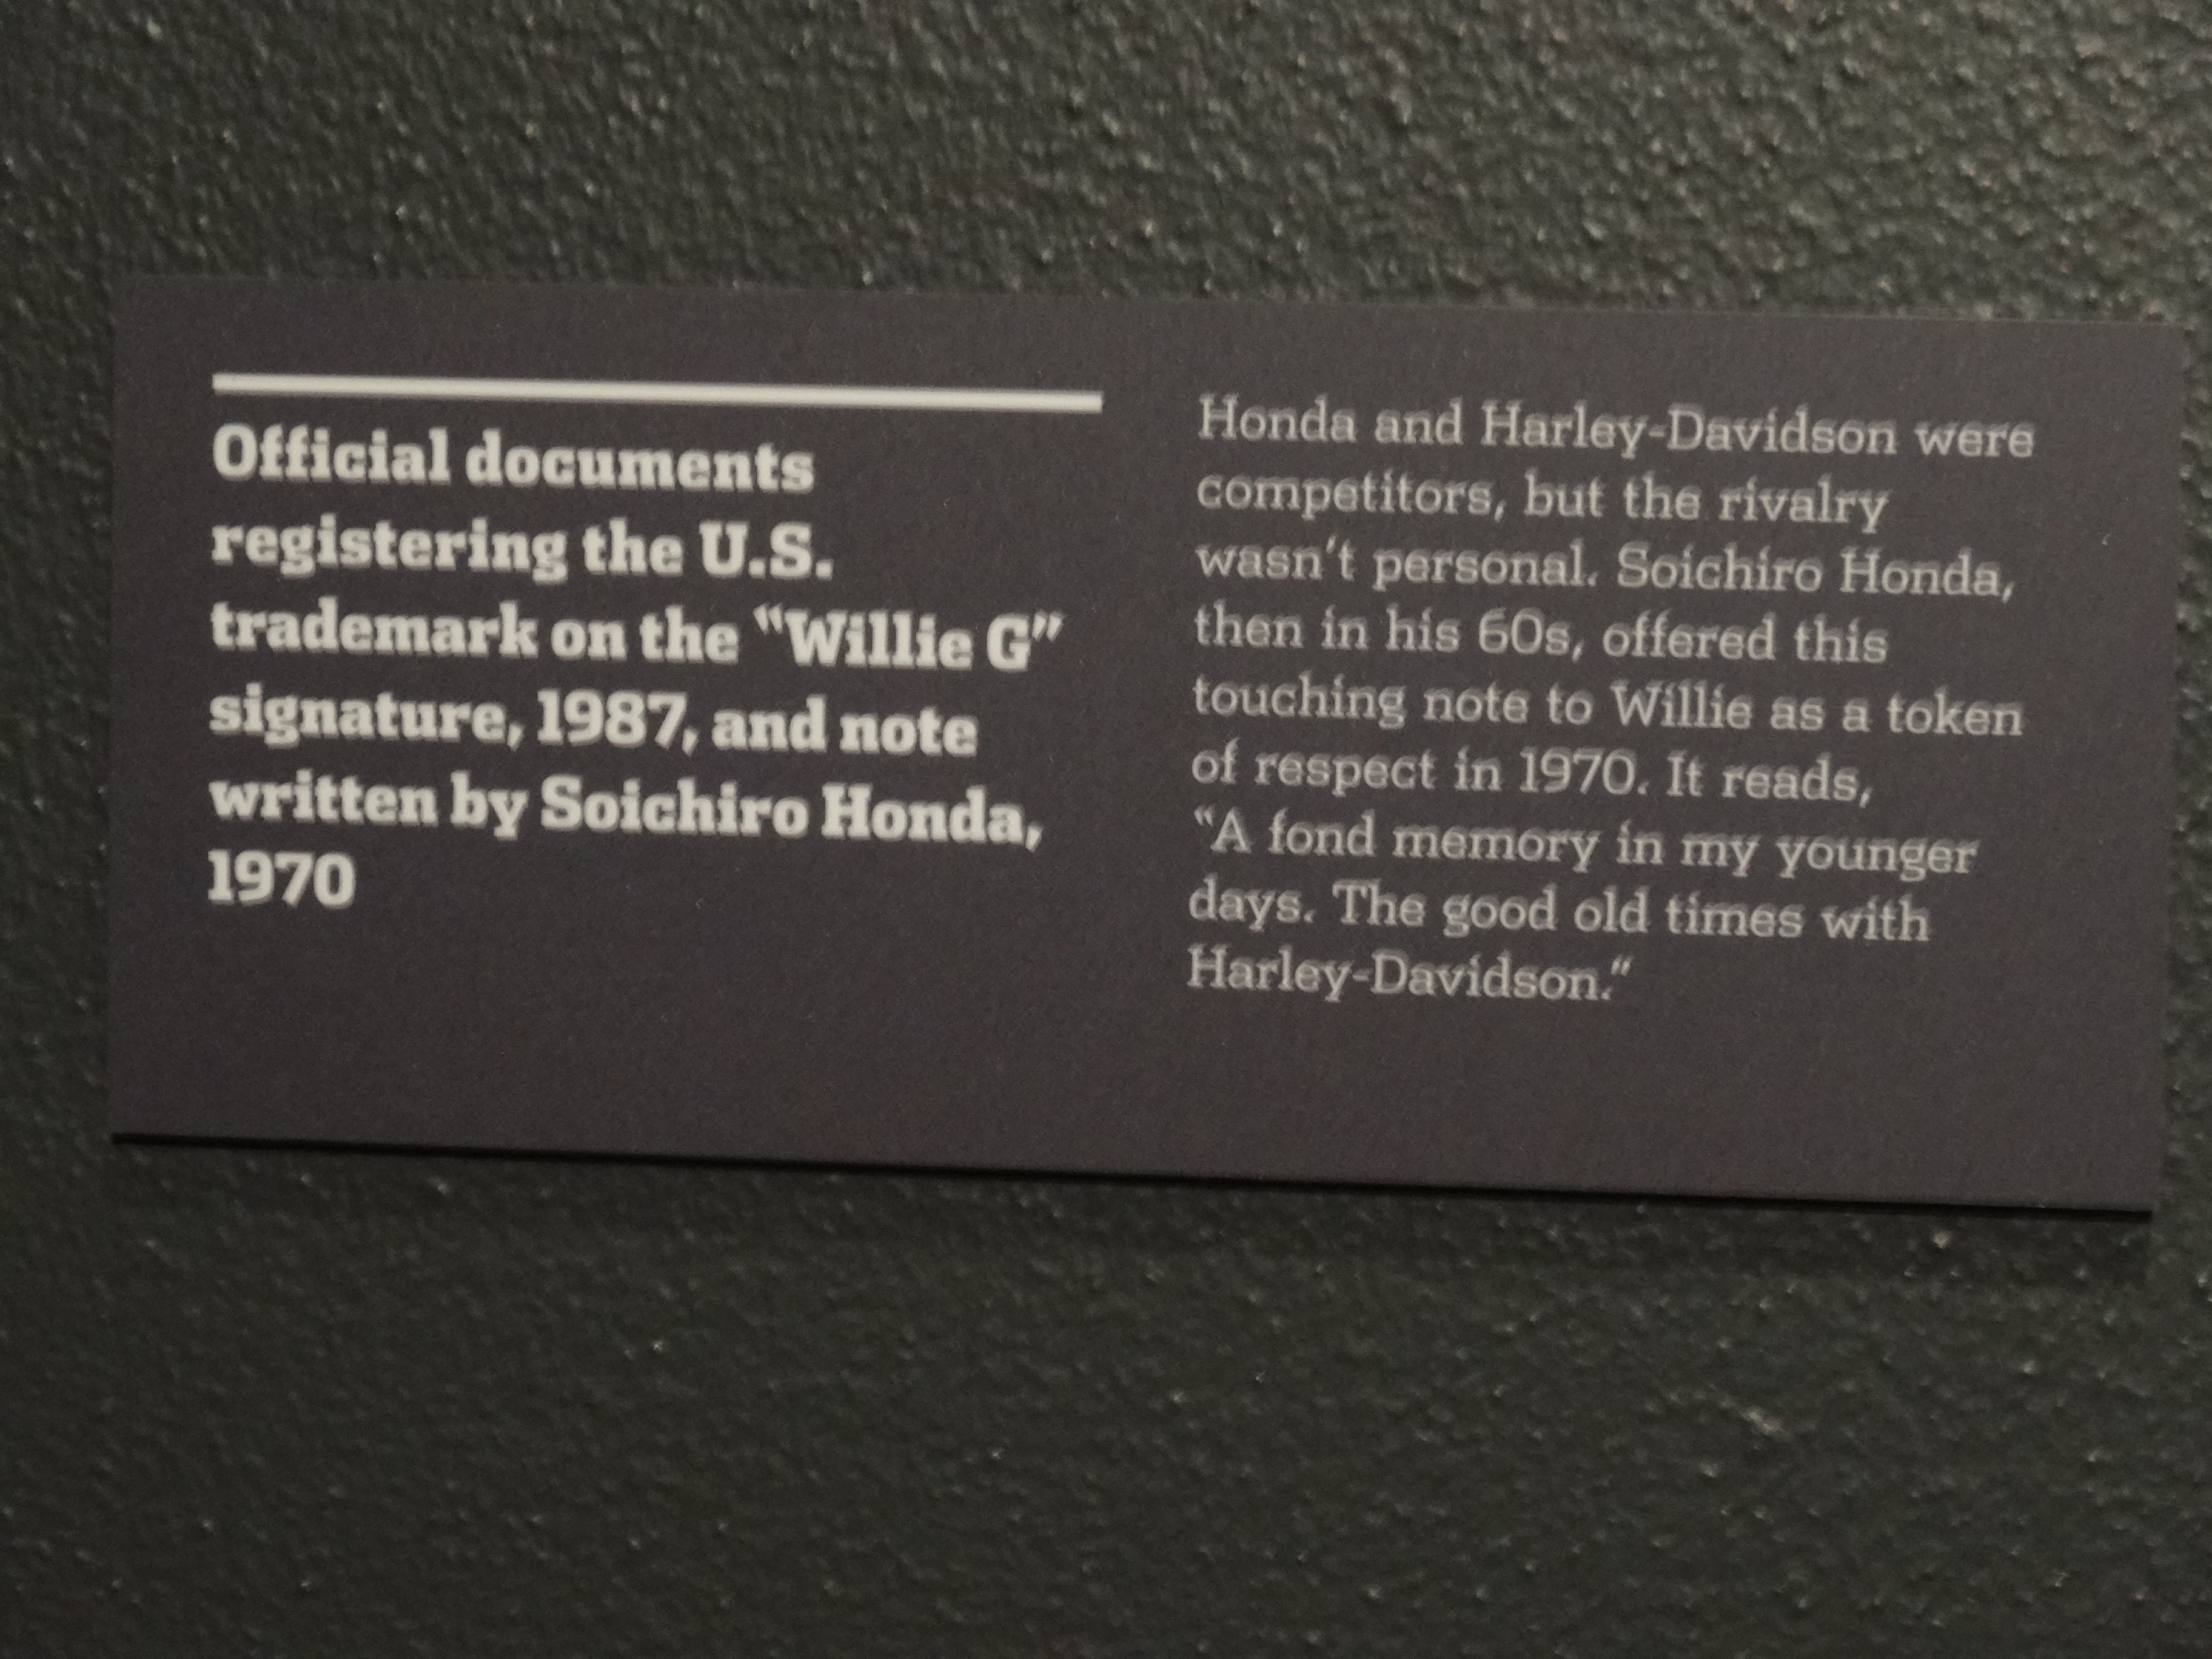 Official documents
registering the U.S.
trademark on the “Willie G”
signature, 1987, and note
written by Soichiro Honda,
1970
Honda and Harley-Davidson were
competitors, but the rivalry
wasn’t personal. Soichiro Honda,
then in his 60s, offered this
touching note to Willie as a token
of respect in 1970. It reads,
“A fond memory in my younger
days. The good old times with
Harley-Davidson.“